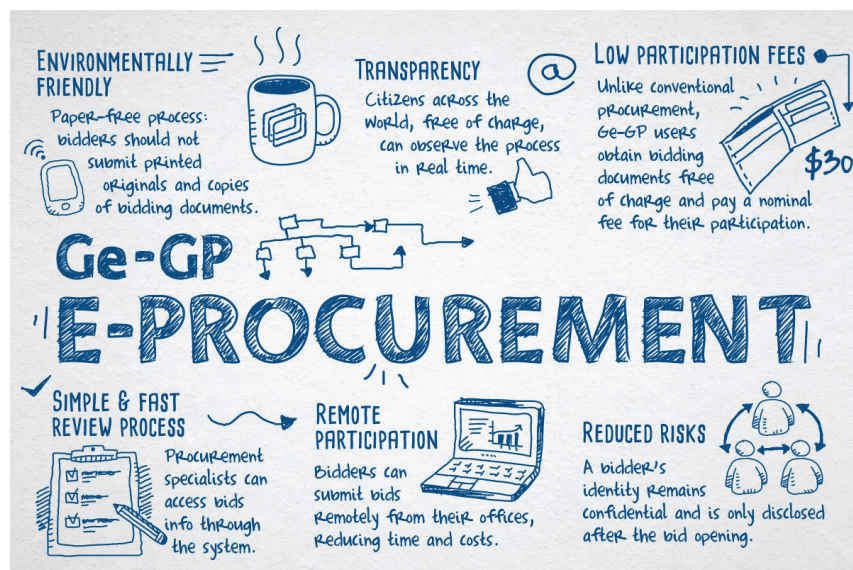 ENVIRONMENTALLY
FRIENDLY
Paper-free process:
bidders should not
submit printed
originals and copies
of bidding documents.
TRANSPARENCY
Citizens across the
world, free of charge,
can observe the process
in real time.
@
LOW PARTICIPATION FEES
Unlike conventional
procurement,
Ge-GP users
obtain bidding
documents free
of charge and pay a nominal
fee for their participation.
$30
Ge-GP
E-PROCUREMENT
SIMPLE & FAST
REVIEW PROCESS
Procurement
specialists can
access bids
info through
the system.
REMOTE
PARTICIPATION
Bidders can
submit bids
remotely from their offices,
reducing time and costs.
REDUCED RISKS
A bidder's
identity remains
confidential and is only disclosed
after the bid opening.